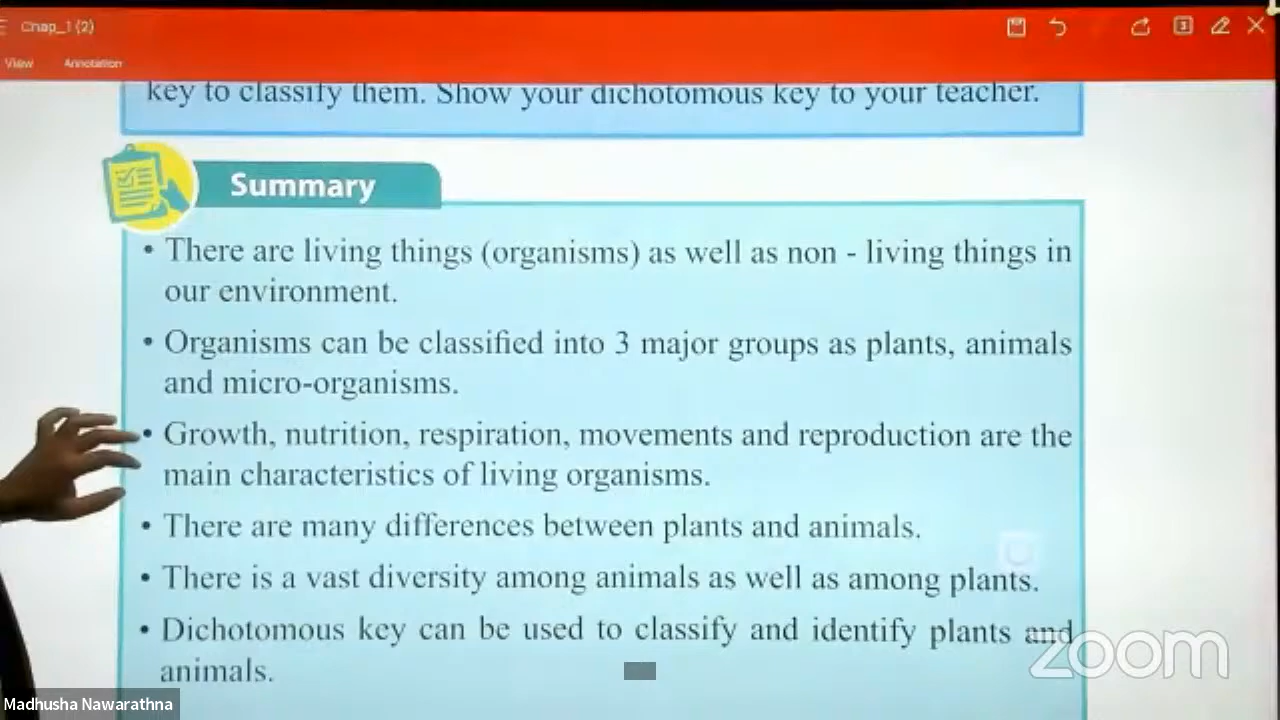 Chap_1 (2)
View Annotation
key to classify them. Show your dichotomous key to your teacher.
Summary
• There are living things (organisms) as well as non - living things in
our environment.
• Organisms can be classified into 3 major groups as plants, animals
and micro-organisms.
• Growth, nutrition, respiration, movements and reproduction are the
main characteristics of living organisms.
• There are many differences between plants and animals.
• There is a vast diversity among animals as well as among plants.
• Dichotomous key can be used to classify and identify plants and
animals.
zoom
Madhusha Nawarathna
3